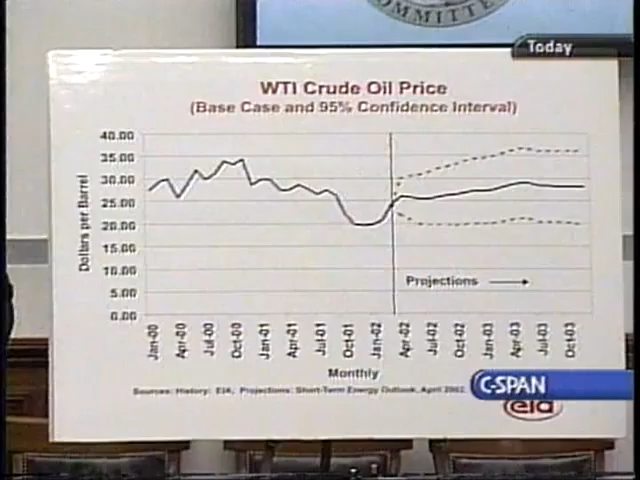 COMMITTEE
Today
WTI Crude Oil Price
(Base Case and 95% Confidence Interval)
Dollars per Barrel
40.00
35.00
30.00
25.00
20.00
15.00
10.00
5.00
0.00
Projections
Jan-00 Apr-00 Jul-00 Oct-00 Jan-01 Apr-01 Jul-01 Oct-01 Jan-02 Apr-02 Jul-02 Oct-02 Jan-03 Apr-03 Jul-03 Oct-03
Monthly
Sources: History: EIA, Projections: Short-Term Energy Outlook, April 2002.
C-SPAN
eia